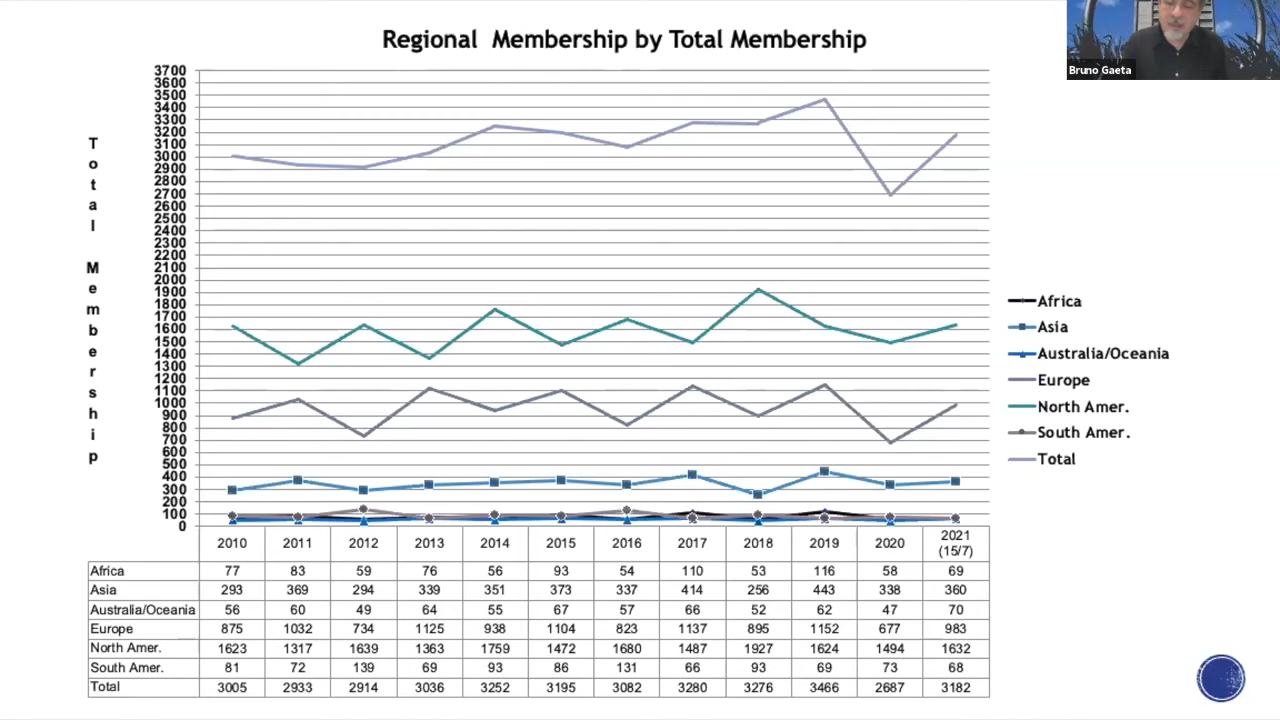 Regional Membership by Total Membership
Bruno Gaeta
Total Membership
3700
3600
3500
3400
3300
3200
3100
3000
2900
2800
2700
2600
2500
2400
2300
2200
2100
2000
1900
1800
1700
1600
1500
1400
1300
1200
1100
1000
900
800
700
600
500
400
300
200
100
0
Africa
Asia
Australia/Oceania
Europe
North Amer.
South Amer.
Total
2010 2011 2012 2013 2014 2015 2016 2017 2018 2019 2020 2021 (15/7)
Africa 77 83 59 76 56 93 54 110 53 116 58 69
Asia 293 369 294 339 351 373 337 414 256 443 338 360
Australia/Oceania 56 60 49 64 55 67 57 66 52 62 47 70
Europe 875 1032 734 1125 938 1104 823 1137 895 1152 677 983
North Amer. 1623 1317 1639 1363 1759 1472 1680 1487 1927 1624 1494 1632
South Amer. 81 72 139 69 93 86 131 66 93 69 73 68
Total 3005 2933 2914 3036 3252 3195 3082 3280 3276 3466 2687 3182